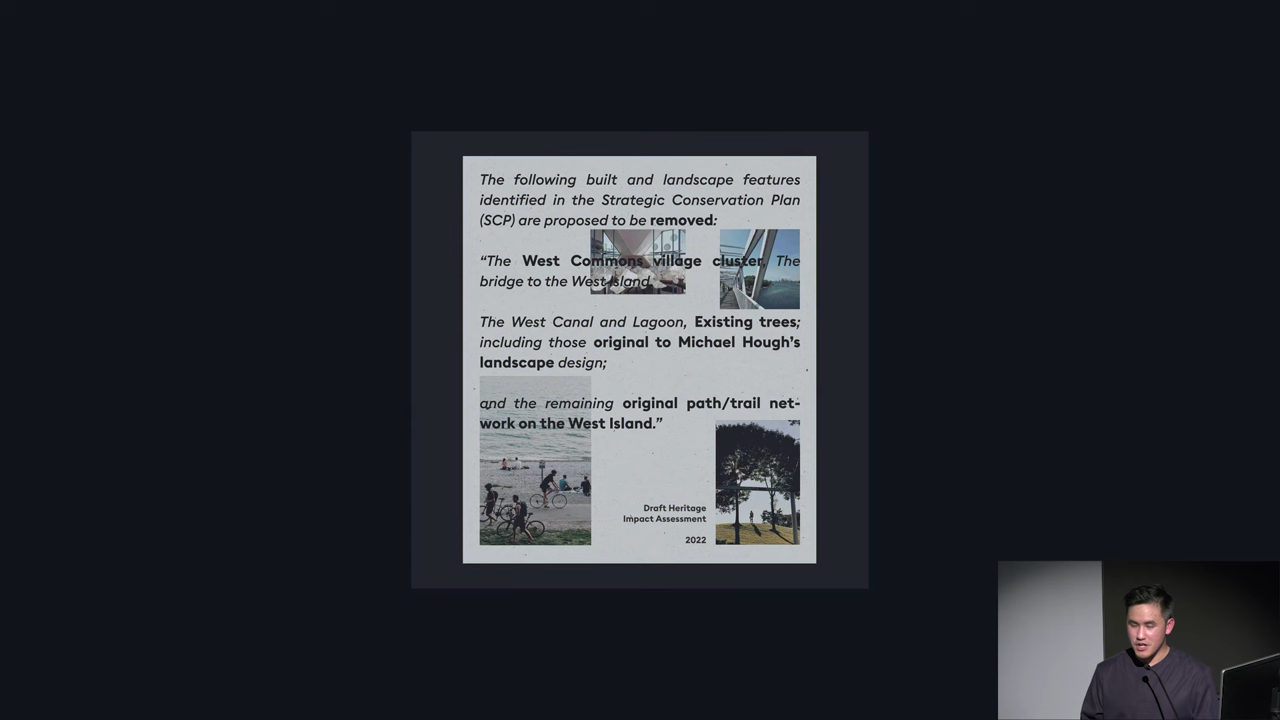 The following built and landscape features
identified in the Strategic Conservation Plan
(SCP) are proposed to be removed:
“The West Commons village cluster. The
bridge to the West Island.
The West Canal and Lagoon, Existing trees;
including those original to Michael Hough’s
landscape design;
and the remaining original path/trail net-
work on the West Island.”
Draft Heritage
Impact Assessment
2022